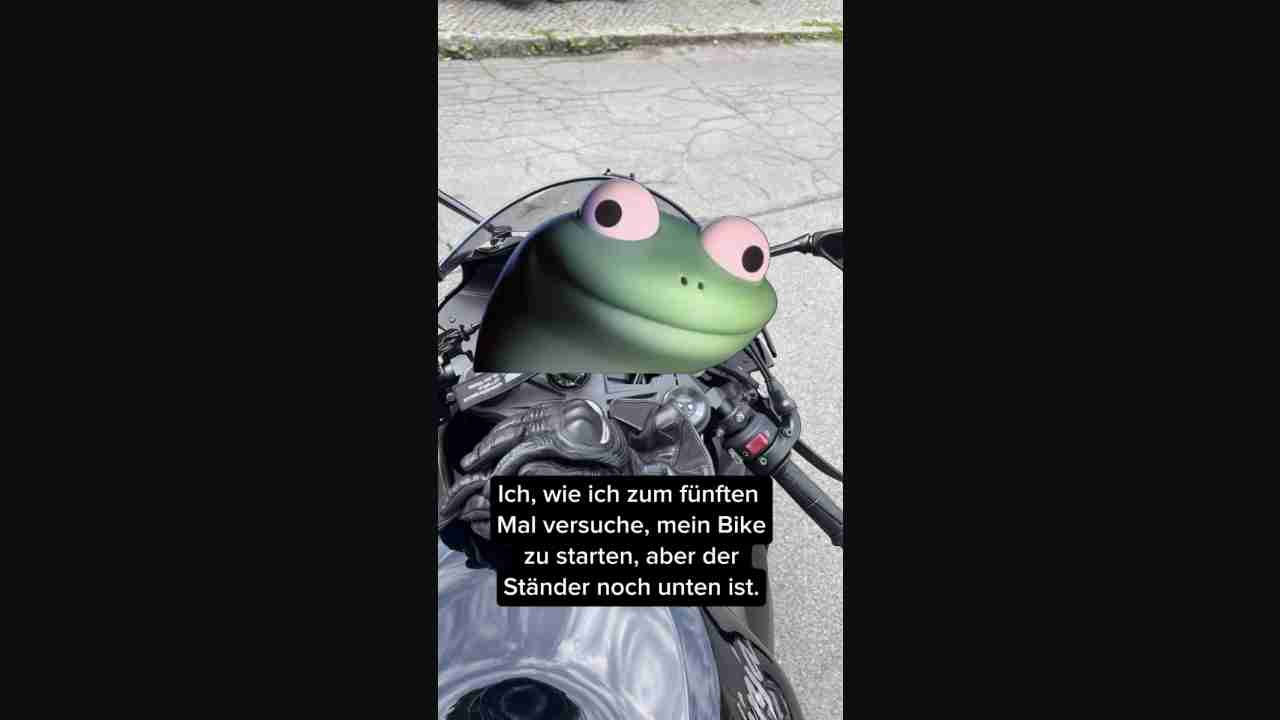 Ich, wie ich zum fünften
Mal versuche, mein Bike
zu starten, aber der
Ständer noch unten ist.